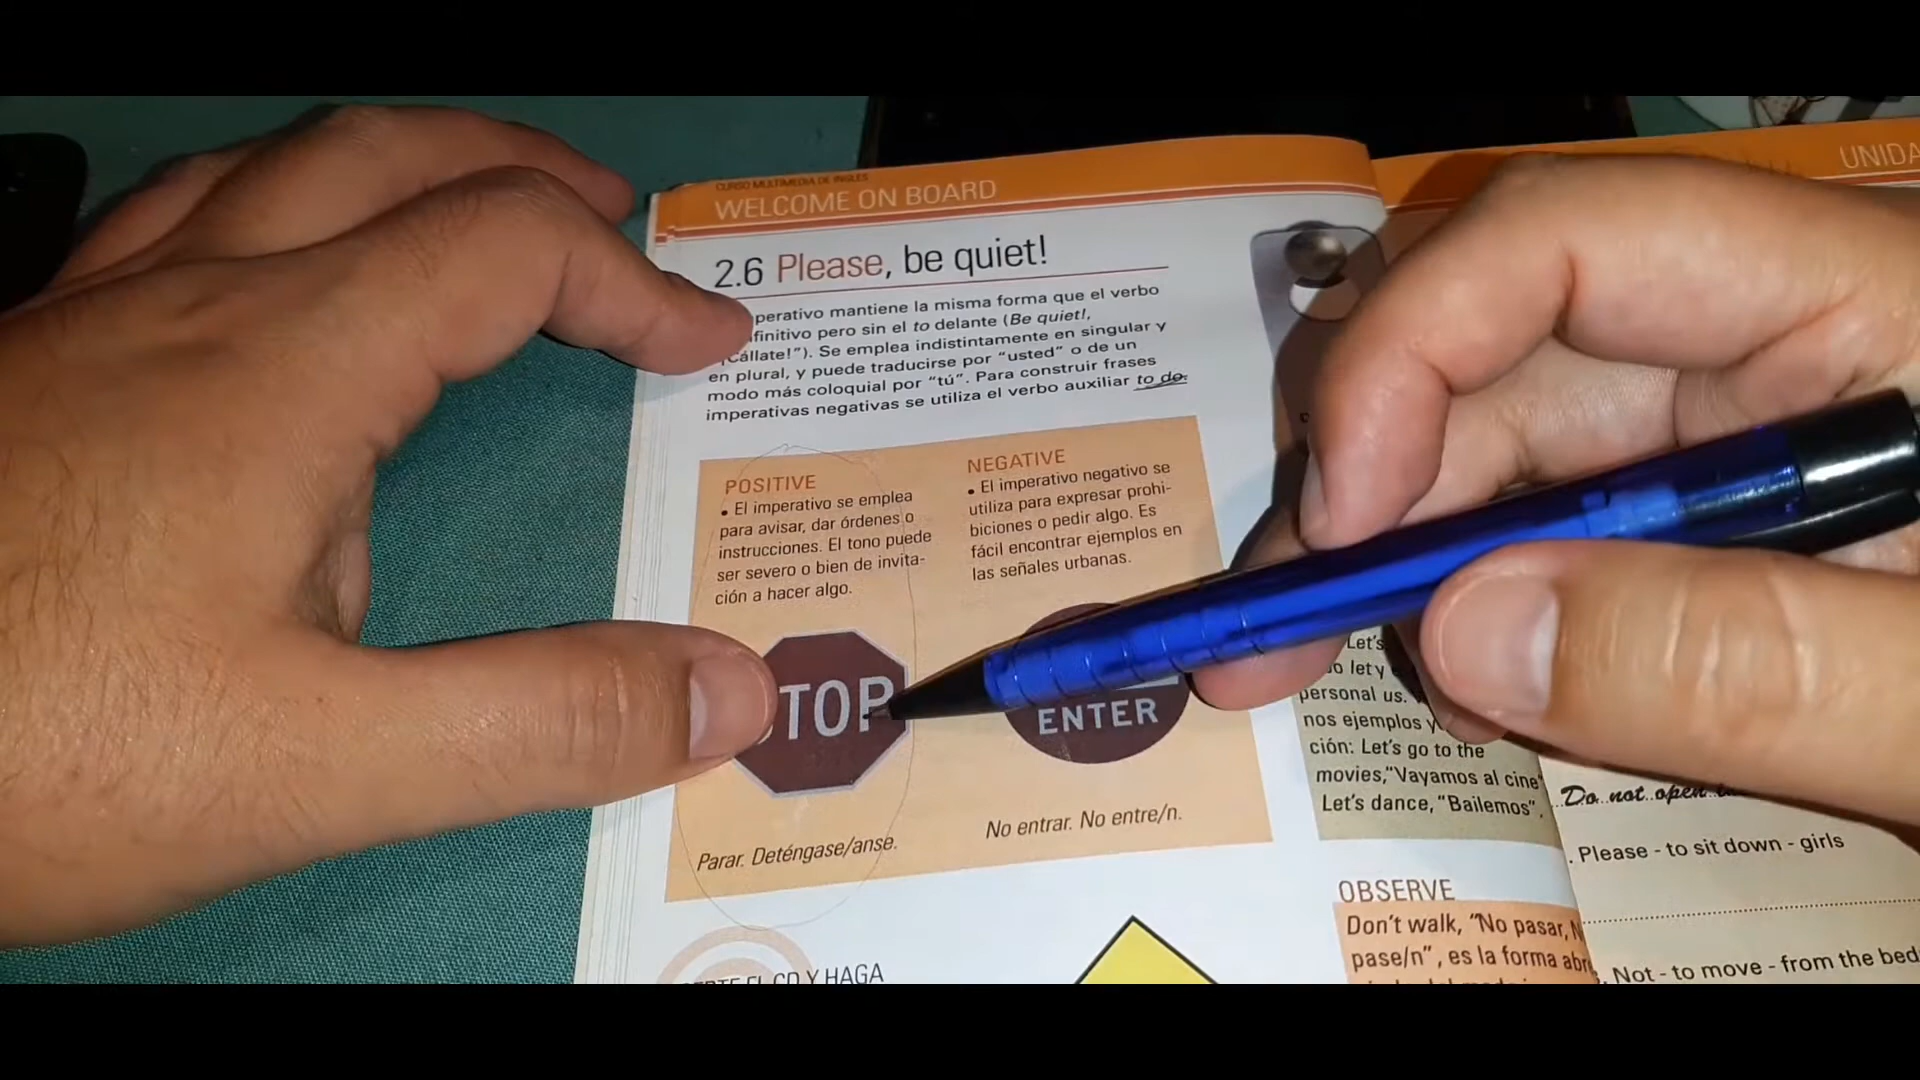 CURSO MULTIMEDIA DE INGLES
WELCOME ON BOARD
2.6 Please, be quiet!
perativo mantiene la misma forma que el verbo
finitivo pero sin el to delante (Be quiet!,
"¡Cállate!"). Se emplea indistintamente en singular y
en plural, y puede traducirse por "usted" o de un
modo más coloquial por "tú". Para construir frases
imperativas negativas se utiliza el verbo auxiliar to do.
POSITIVE
• El imperativo se emplea
para avisar, dar órdenes o
instrucciones. El tono puede
ser severo o bien de invita-
ción a hacer algo.
TOP
Parar. Deténgase/anse.
NEGATIVE
• El imperativo negativo se
utiliza para expresar prohi-
biciones o pedir algo. Es
fácil encontrar ejemplos en
las señales urbanas.
ENTER
No entrar. No entre/n.
EL CD Y HAGA
Let's
let y
personal us.
nos ejemplos y
ción: Let's go to the
movies, "Vayamos al cine"
Let's dance, "Bailemos".
OBSERVE
Don't walk, "No pasar, N
pase/n", es la forma abr
UNIDA
Do not open
. Please - to sit down - girls
. Not - to move - from the bed